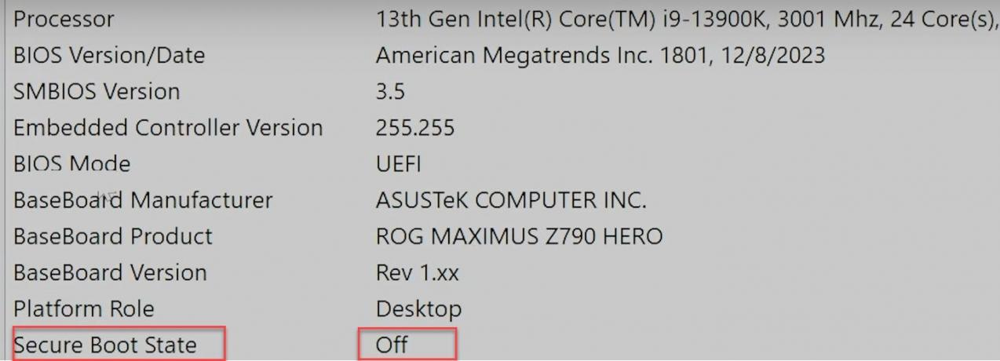 Processor 13th Gen Intel(R) Core(TM) i9-13900K, 3001 Mhz, 24 Core(s),
BIOS Version/Date American Megatrends Inc. 1801, 12/8/2023
SMBIOS Version 3.5
Embedded Controller Version 255.255
BIOS Mode UEFI
BaseBoard Manufacturer ASUSTeK COMPUTER INC.
BaseBoard Product ROG MAXIMUS Z790 HERO
BaseBoard Version Rev 1.xx
Platform Role Desktop
Secure Boot State Off